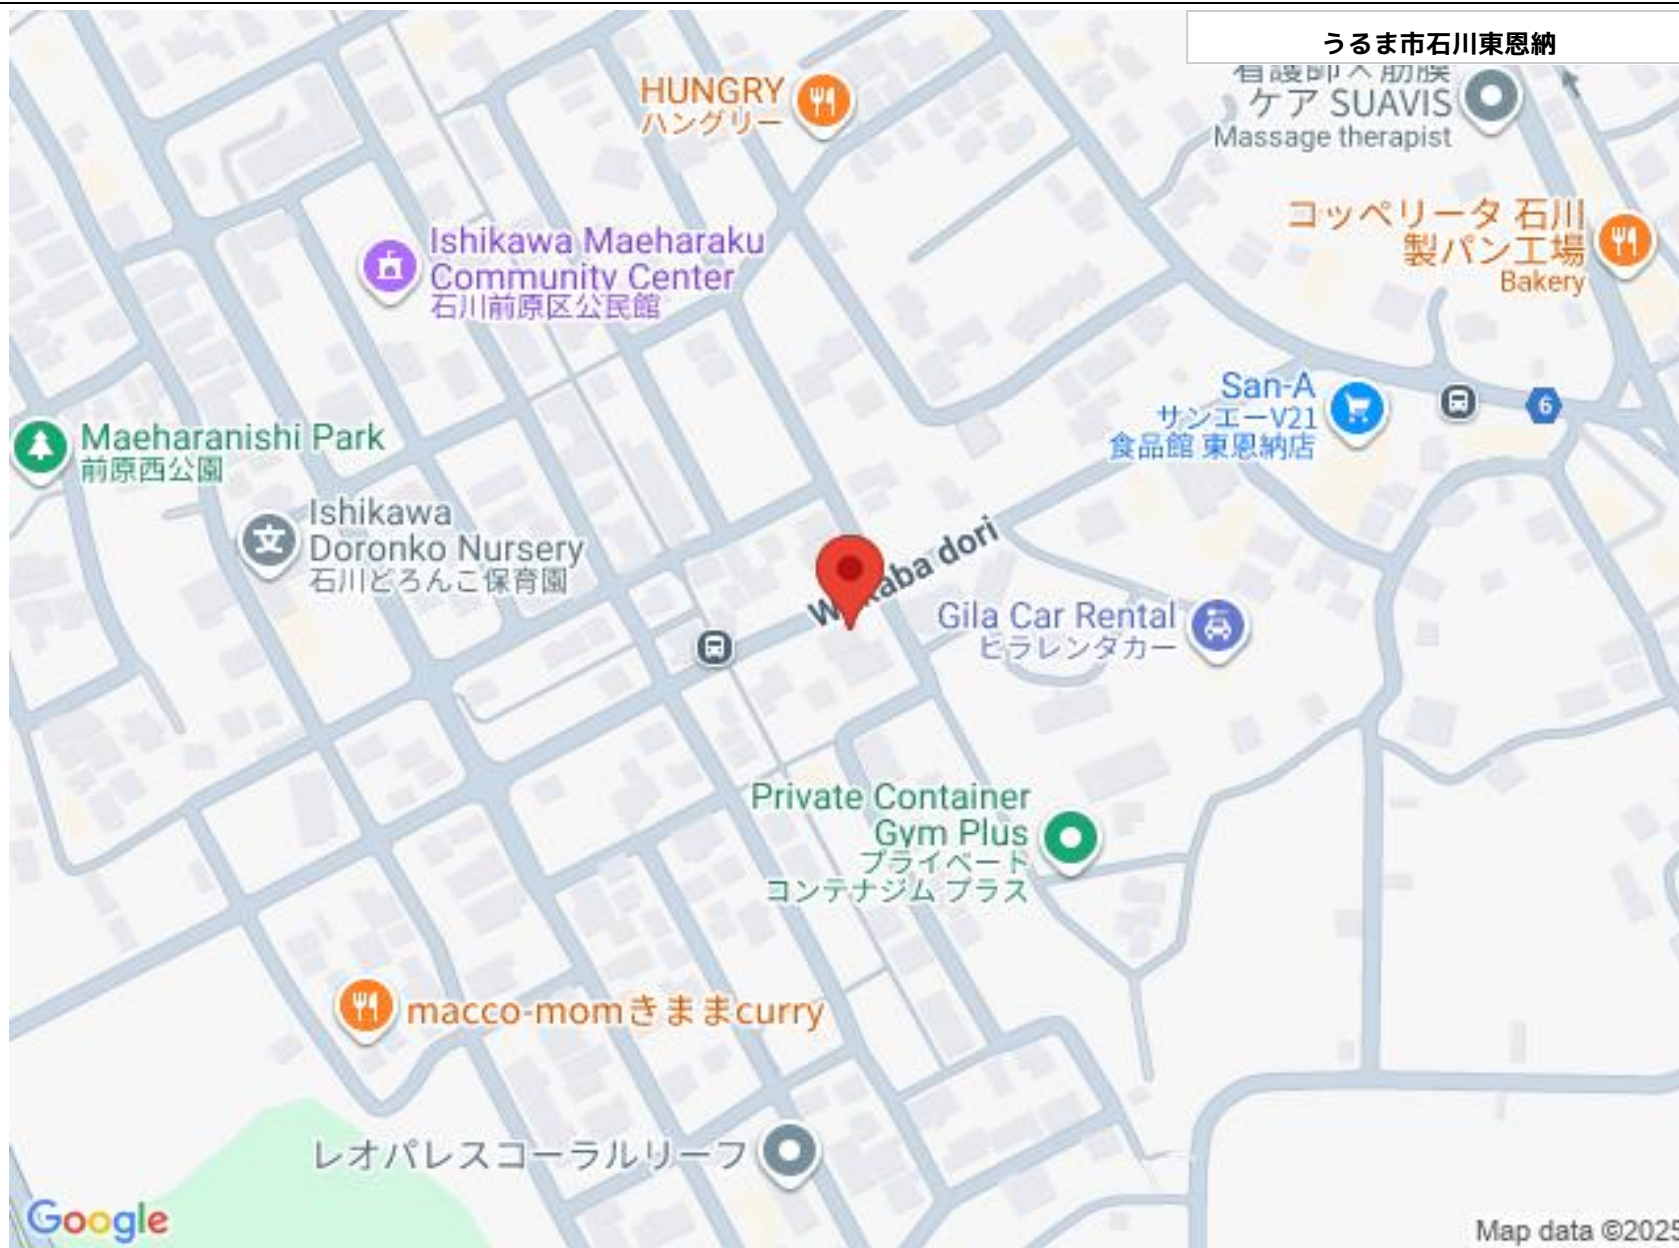 うるま市石川東恩納
看護師×筋膜
ケア SUAVIS
Massage therapist
HUNGRY
ハングリー
コッペリータ 石川
製パン工場
Bakery
Ishikawa Maeharaku
Community Center
石川前原区公民館
San-A
サンエーV21
食品館 東恩納店
6
Maeharanishi Park
前原西公園
Ishikawa
Doronko Nursery
石川どろんこ保育園
dori
Gila Car Rental
ヒラレンタカー
Private Container
Gym Plus
プライベート
コンテナジム プラス
macco-momきままcurry
レオパレスコーラルリーフ
Google
Map data ©2025